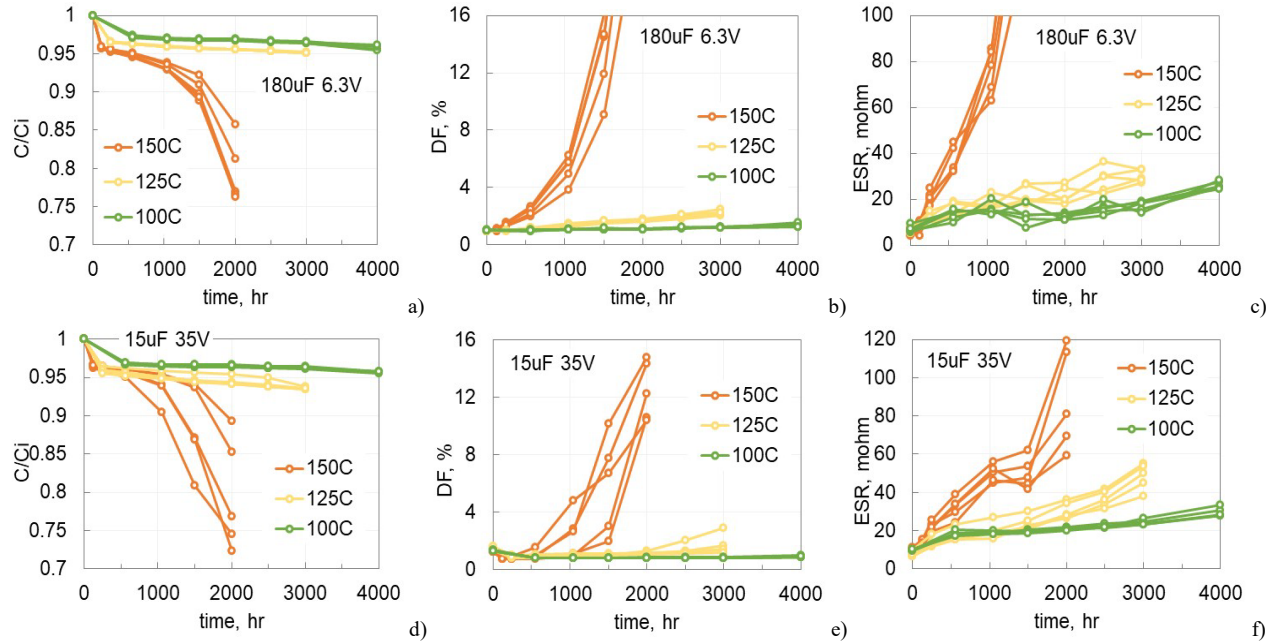 1
0.95
0.9
0.85
0.8
0.75
0.7
C/Ci
180uF 6.3V
150C
125C
100C
0 1000 2000 3000 4000
time, hr
a)
16
12
8
4
0
DF, %
180uF 6.3V
150C
125C
100C
0 1000 2000 3000 4000
time, hr
b)
100
80
60
40
20
0
ESR, mohm
180uF 6.3V
150C
125C
100C
0 1000 2000 3000 4000
time, hr
c)
1
0.95
0.9
0.85
0.8
0.75
0.7
C/Ci
15uF 35V
150C
125C
100C
0 1000 2000 3000 4000
time, hr
d)
16
12
8
4
0
DF, %
15uF 35V
150C
125C
100C
0 1000 2000 3000 4000
time, hr
e)
120
100
80
60
40
20
0
ESR, mohm
15uF 35V
150C
125C
100C
0 1000 2000 3000 4000
time, hr
f)